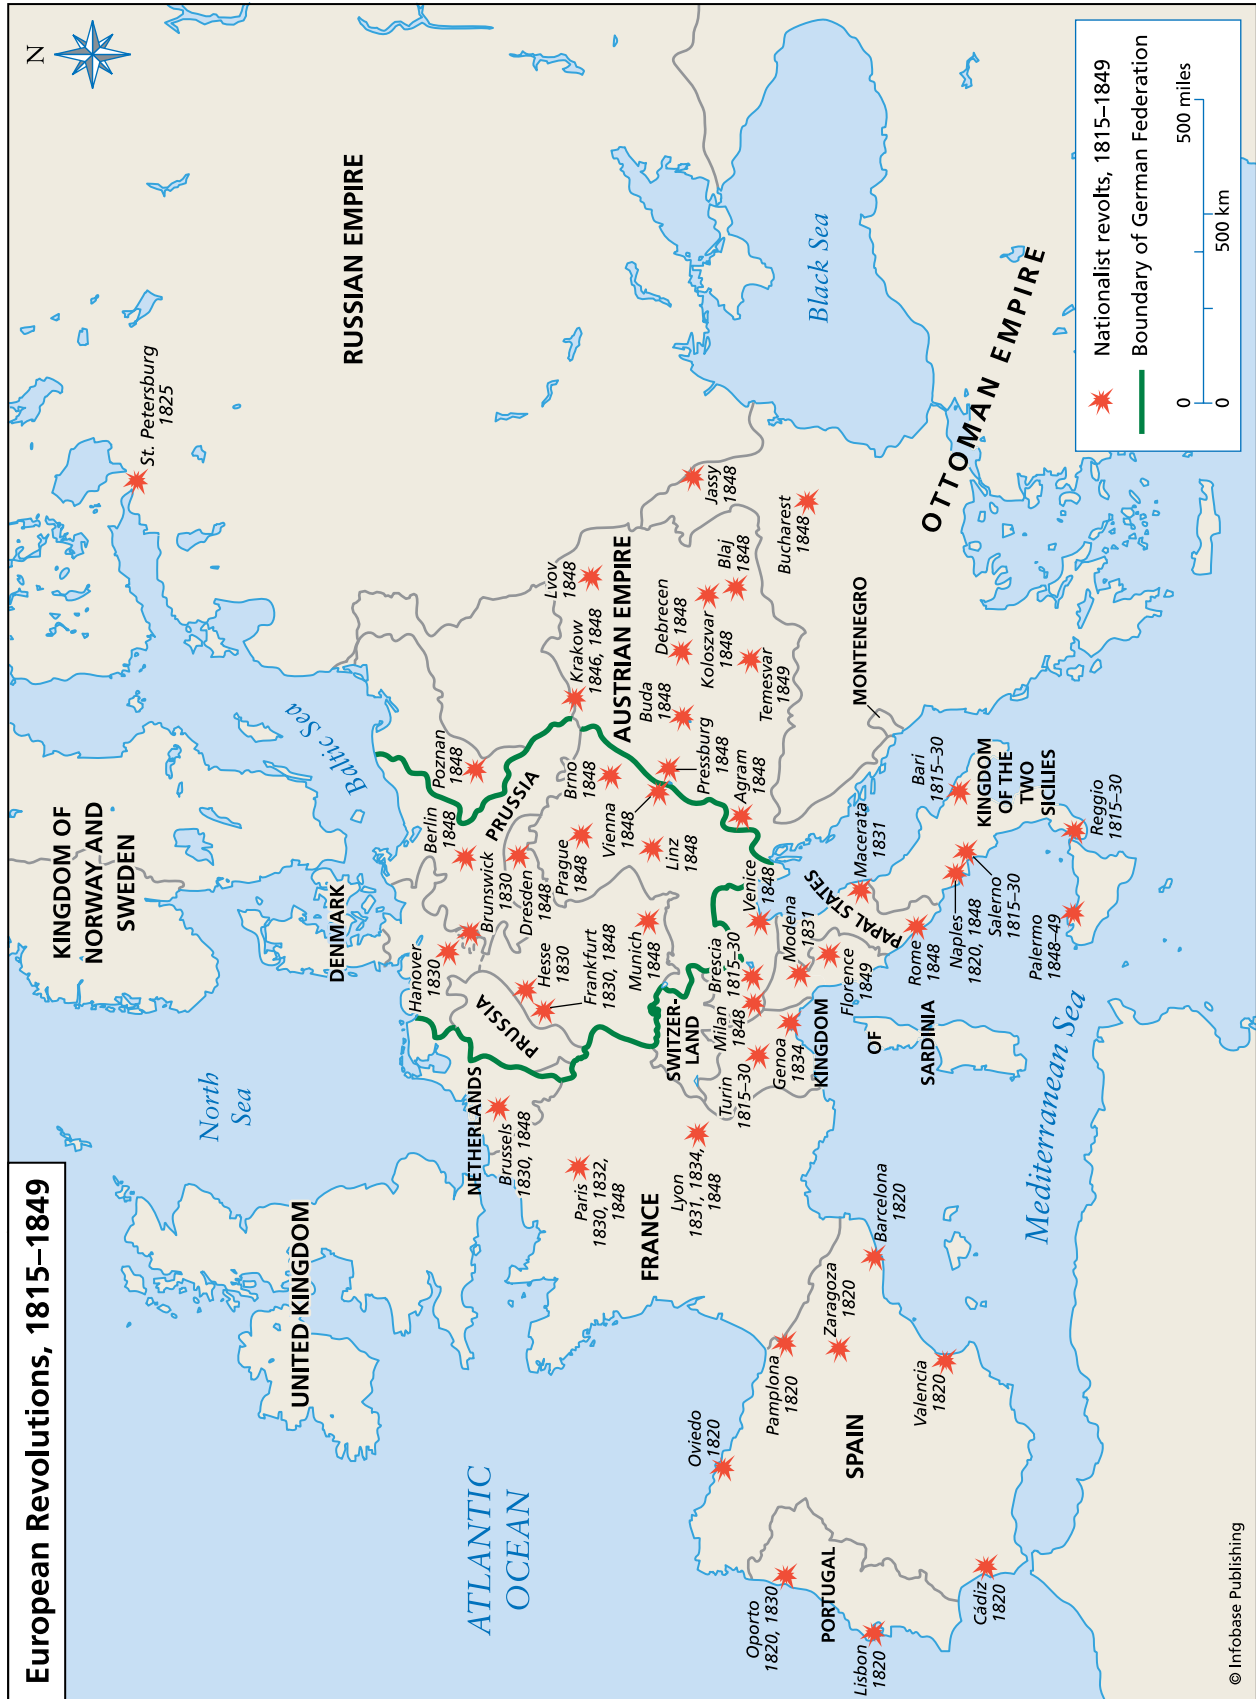 European Revolutions, 1815–1849
N
St. Petersburg
1825
RUSSIAN EMPIRE
KINGDOM OF
NORWAY AND
SWEDEN
Baltic Sea
DENMARK
North
Sea
UNITED KINGDOM
ATLANTIC
OCEAN
NETHERLANDS
Brussels
1830, 1848
Paris
1830, 1832,
1848
FRANCE
Lyon
1831, 1834,
1848
Hanover
1830
Brunswick
1830
Berlin
1848
Poznan
1848
PRUSSIA
PRUSSIA
Dresden
1848
Hesse
1830
Frankfurt
1830, 1848
Munich
1848
Prague
1848
Brno
1848
Vienna
1848
Linz
1848
Krakow
1846, 1848
Lvov
1848
AUSTRIAN EMPIRE
Buda
1848
Pressburg
1848
Debrecen
1848
Koloszvar
1848
Blaj
1848
Temesvar
1849
Agram
1848
Jassy
1848
Bucharest
1848
Black Sea
OTTOMAN EMPIRE
MONTENEGRO
SWITZER-
LAND
Turin
1815–30
Milan
1848
Brescia
1815–30
Venice
1848
Genoa
1834
Modena
1831
Florence
1849
KINGDOM
OF
SARDINIA
PAPAL STATES
Macerata
1831
Rome
1848
Naples
1820, 1848
Salerno
1815–30
Bari
1815–30
KINGDOM
OF THE
TWO
SICILIES
Reggio
1815–30
Palermo
1848–49
Mediterranean Sea
Oviedo
1820
Pamplona
1820
Zaragoza
1820
Barcelona
1820
Valencia
1820
SPAIN
PORTUGAL
Oporto
1820, 1830
Lisbon
1820
Cádiz
1820
Nationalist revolts, 1815–1849
Boundary of German Federation
0 500 miles
0 500 km
© Infobase Publishing